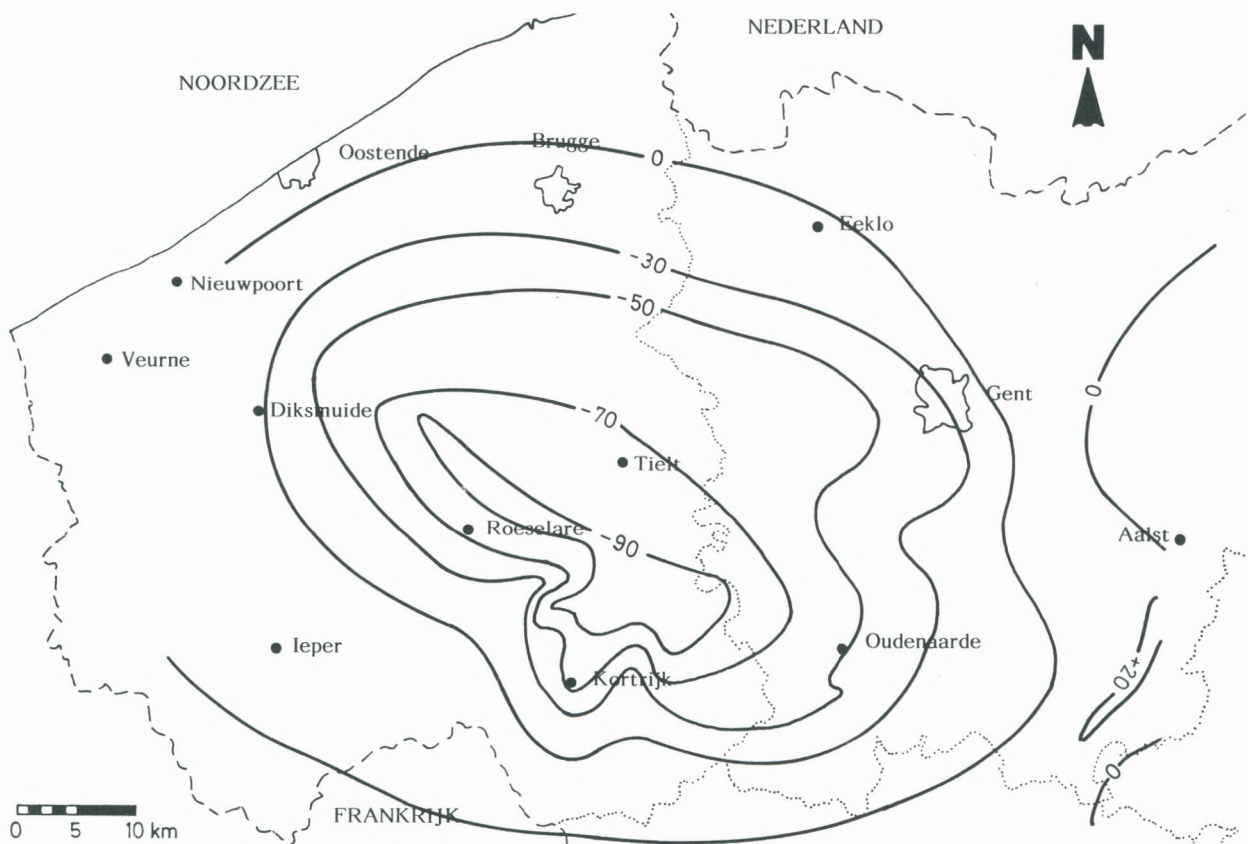 NEDERLAND
N
NOORDZEE
Brugge
Oostende
0
Eeklo
-30
Nieuwpoort
-50
Veurne
Gent
0
Diksmuide
-70
Tielt
Roeselare
-90
Aalst
Ieper
Oudenaarde
Kortrijk
+20
0
FRANKRIJK
0 5 10 km